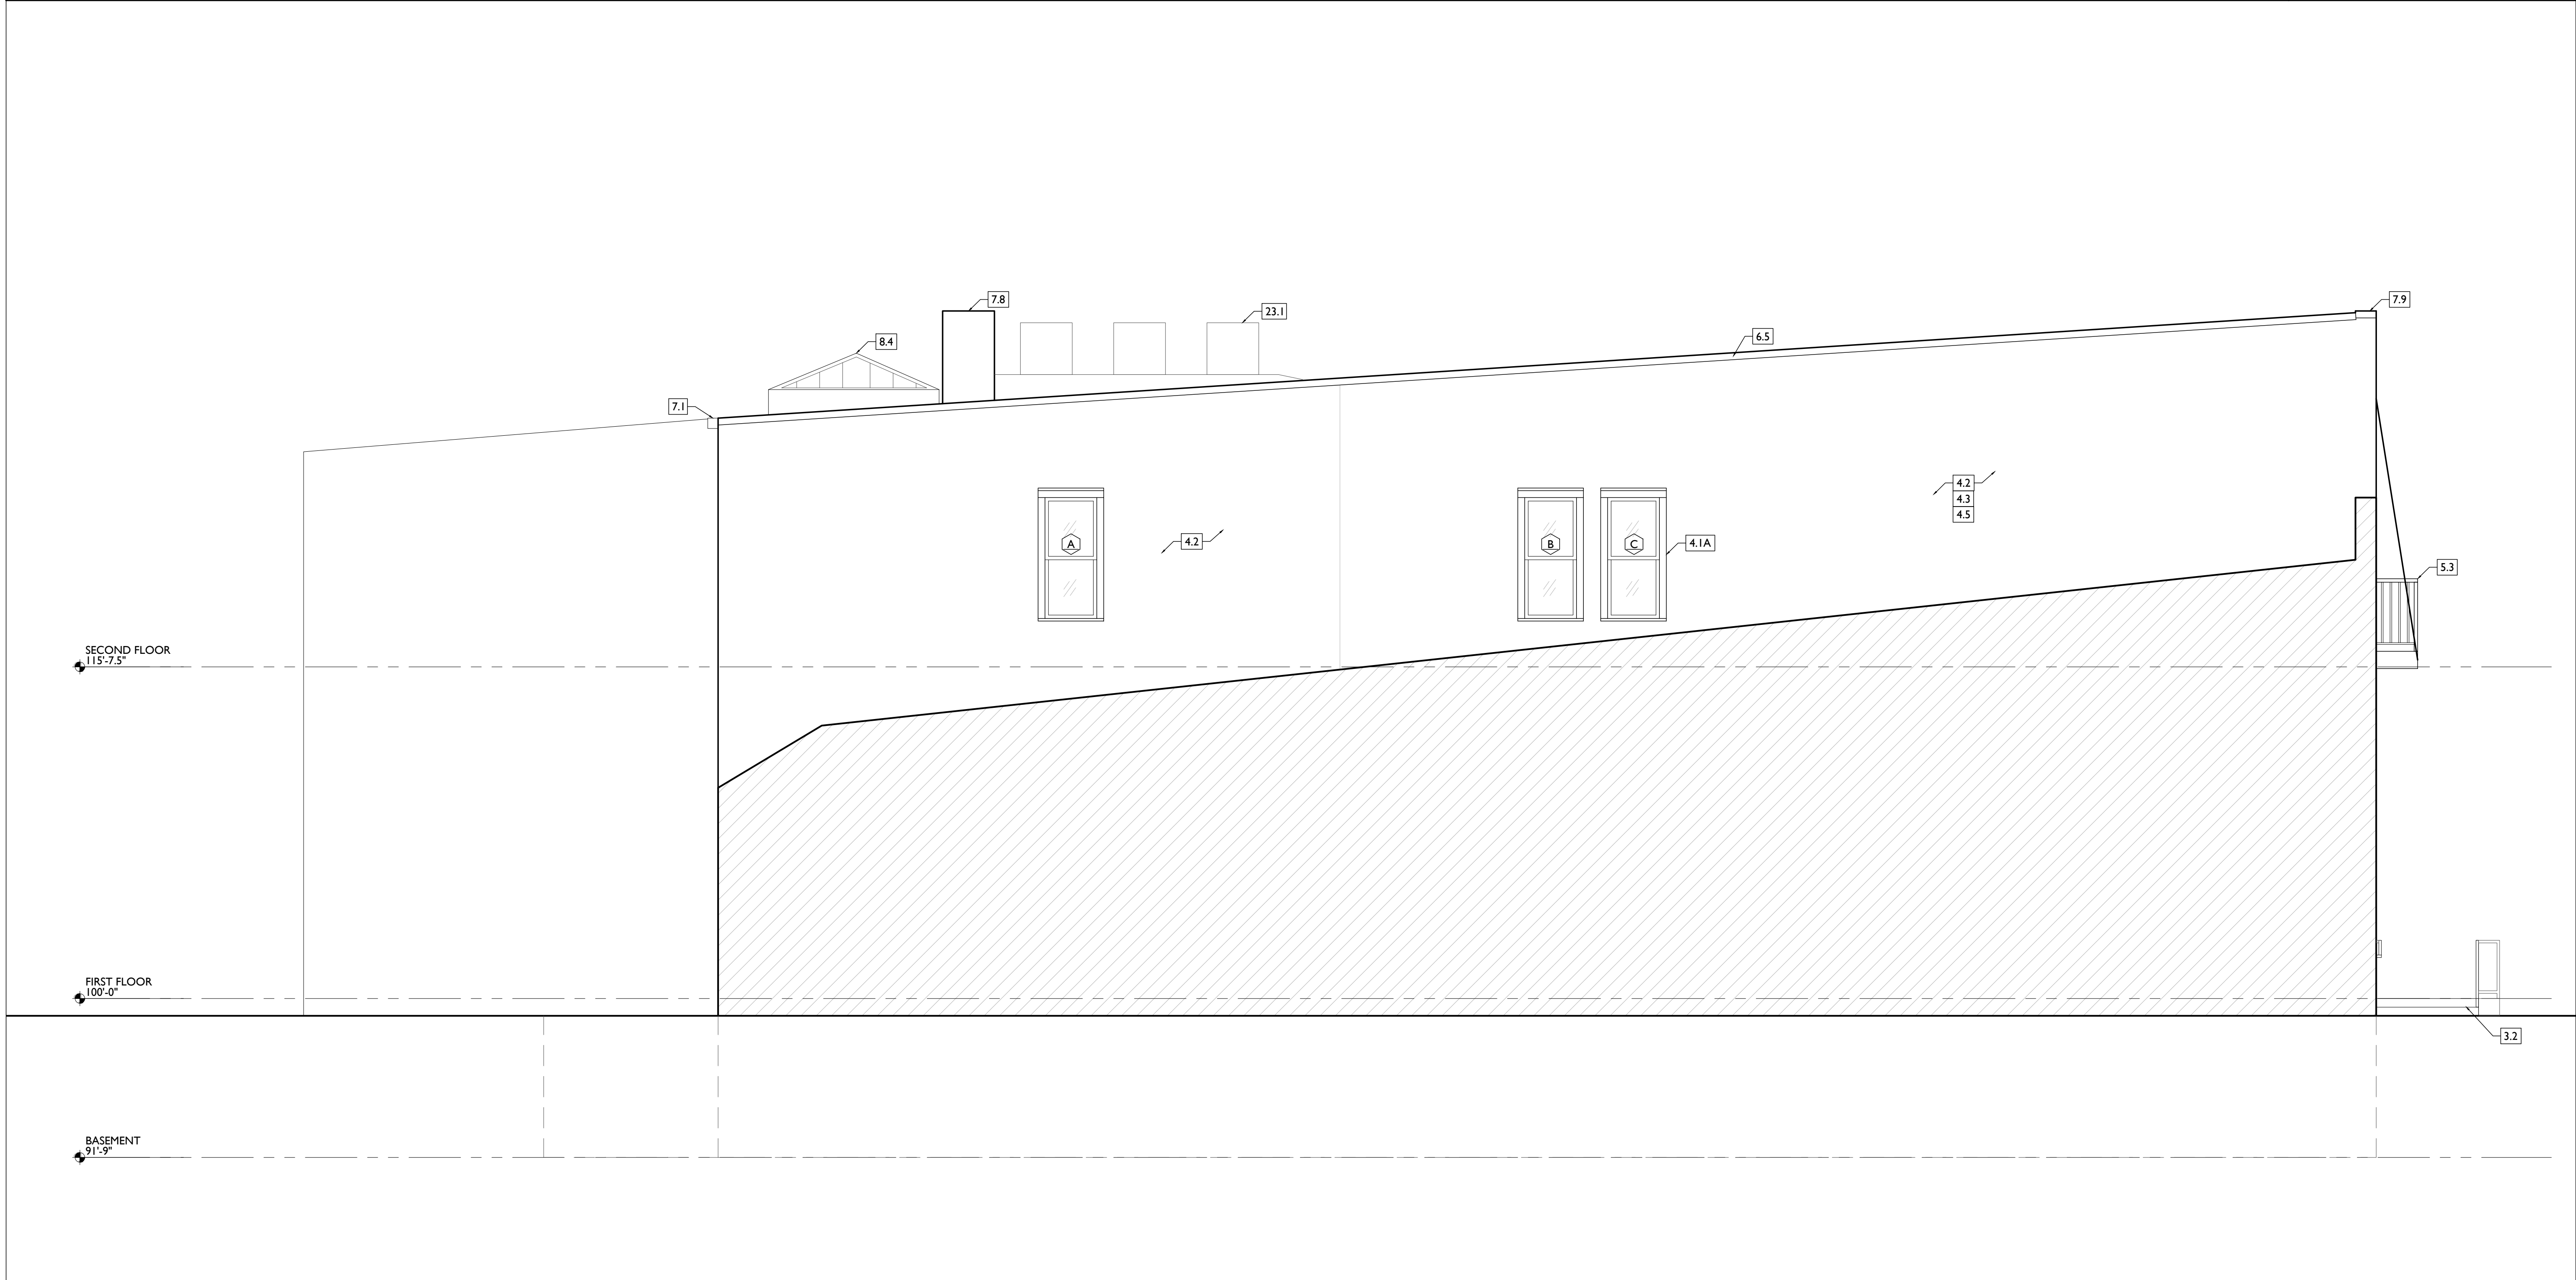 7.8
7.9
23.1
6.5
8.4
7.1
4.2
4.3
4.5
4.2
A
B
C
4.1A
5.3
SECOND FLOOR
115'-7.5"
FIRST FLOOR
100'-0"
3.2
BASEMENT
91'-9"